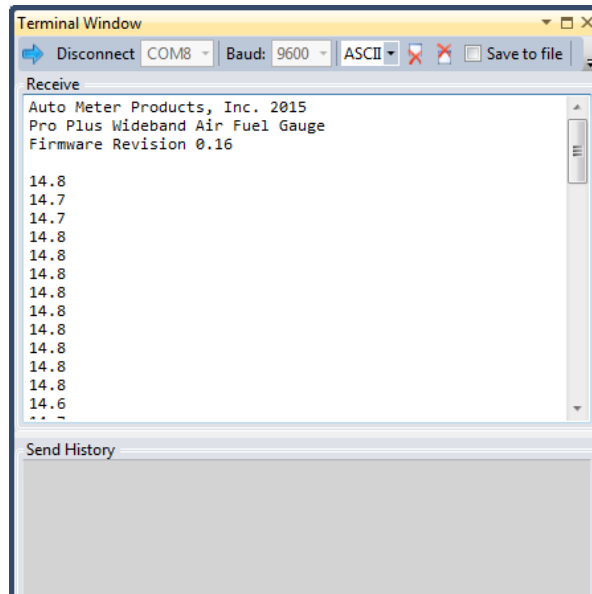 Terminal Window
Disconnect COM8 Baud: 9600 ASCII Save to file
Receive
Auto Meter Products, Inc. 2015
Pro Plus Wideband Air Fuel Gauge
Firmware Revision 0.16
14.8
14.7
14.7
14.8
14.8
14.8
14.8
14.8
14.8
14.8
14.8
14.8
14.6
Send History